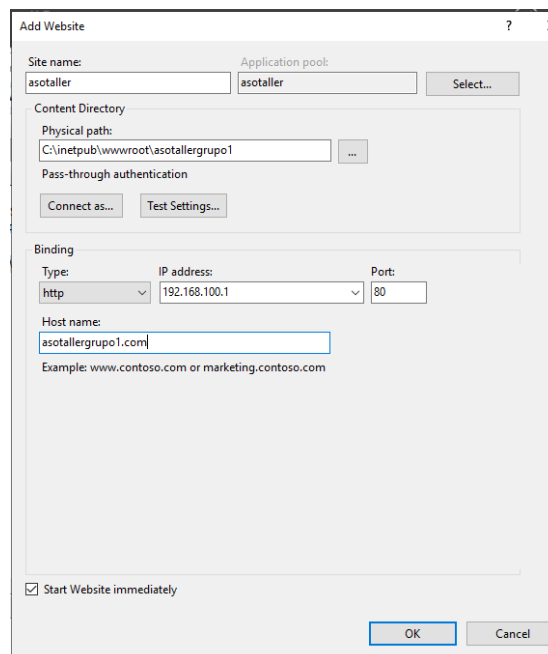 Add Website ?
Site name: Application pool:
asotaller asotaller Select...
Content Directory
Physical path:
C:\inetpub\wwwroot\asotallergrupo1 ...
Pass-through authentication
Connect as... Test Settings...
Binding
Type: IP address: Port:
http 192.168.100.1 80
Host name:
asotallergrupo1.com
Example: www.contoso.com or marketing.contoso.com
Start Website immediately
OK Cancel